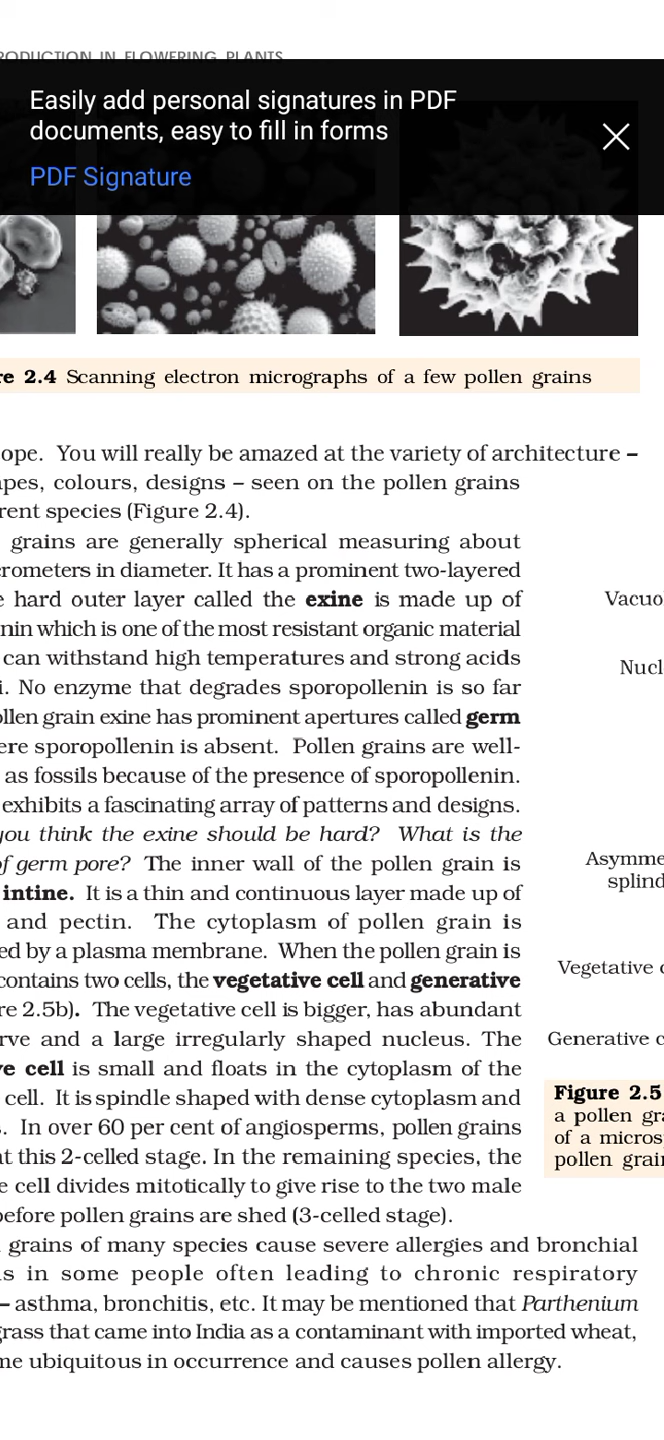 RODUCTION IN FLOWERING PLANTS
Easily add personal signatures in PDF
documents, easy to fill in forms
PDF Signature
re 2.4 Scanning electron micrographs of a few pollen grains
ope. You will really be amazed at the variety of architecture –
apes, colours, designs – seen on the pollen grains
rent species (Figure 2.4).
grains are generally spherical measuring about
crometers in diameter. It has a prominent two-layered
e hard outer layer called the exine is made up of
nin which is one of the most resistant organic material
can withstand high temperatures and strong acids
i. No enzyme that degrades sporopollenin is so far
ollen grain exine has prominent apertures called germ
ere sporopollenin is absent. Pollen grains are well-
as fossils because of the presence of sporopollenin.
exhibits a fascinating array of patterns and designs.
you think the exine should be hard? What is the
of germ pore? The inner wall of the pollen grain is
intine. It is a thin and continuous layer made up of
and pectin. The cytoplasm of pollen grain is
ed by a plasma membrane. When the pollen grain is
contains two cells, the vegetative cell and generative
re 2.5b). The vegetative cell is bigger, has abundant
rve and a large irregularly shaped nucleus. The
ve cell is small and floats in the cytoplasm of the
cell. It is spindle shaped with dense cytoplasm and
s. In over 60 per cent of angiosperms, pollen grains
at this 2-celled stage. In the remaining species, the
e cell divides mitotically to give rise to the two male
before pollen grains are shed (3-celled stage).
grains of many species cause severe allergies and bronchial
ns in some people often leading to chronic respiratory
– asthma, bronchitis, etc. It may be mentioned that Parthenium
grass that came into India as a contaminant with imported wheat,
me ubiquitous in occurrence and causes pollen allergy.
Vacuo
Nucl
Asymme
splind
Vegetative c
Generative c
Figure 2.5
a pollen gra
of a micros
pollen grain